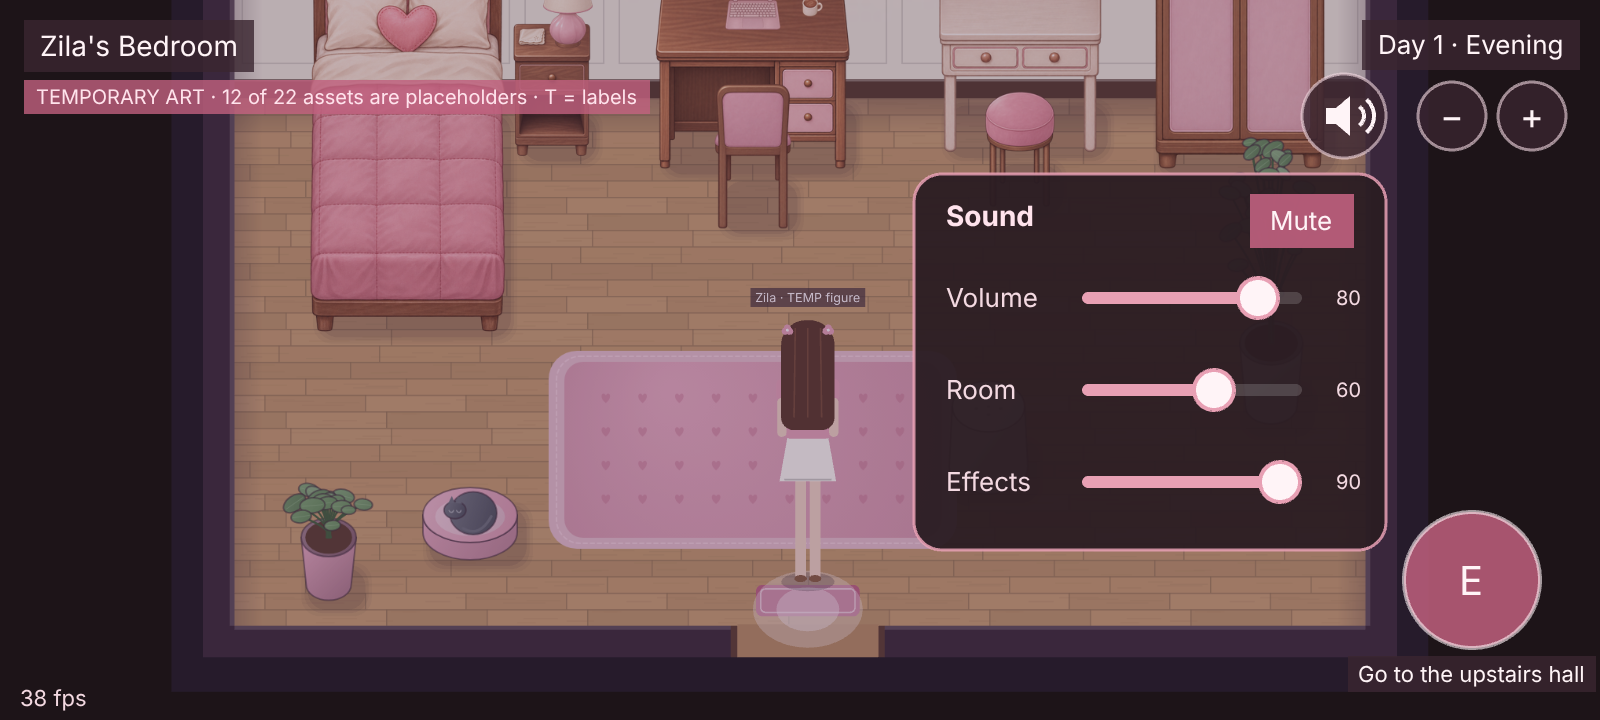 Zila's Bedroom
Day 1 · Evening
TEMPORARY ART · 12 of 22 assets are placeholders · T = labels
− +
Sound
Mute
Volume 80
Zila · TEMP figure
Room 60
Effects 90
E
Go to the upstairs hall
38 fps